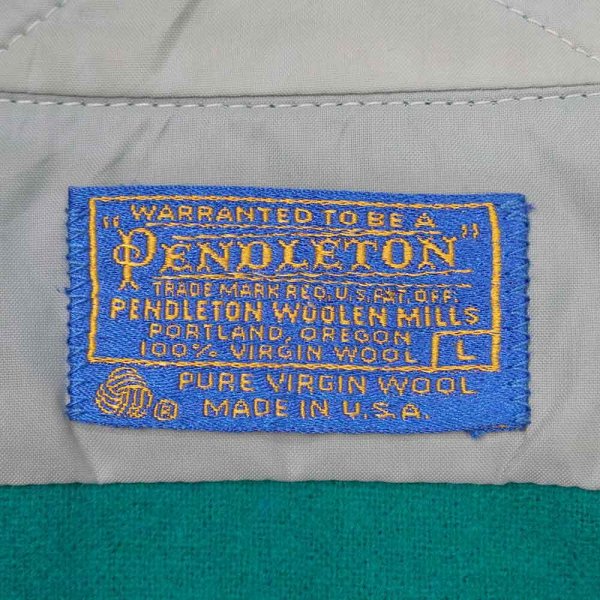 WARRANTED TO BE A
"PENDLETON"
TRADE MARK REG. U.S. PAT. OFF.
PENDLETON WOOLEN MILLS
PORTLAND, OREGON
100% VIRGIN WOOL L
PURE VIRGIN WOOL
® MADE IN U.S.A.